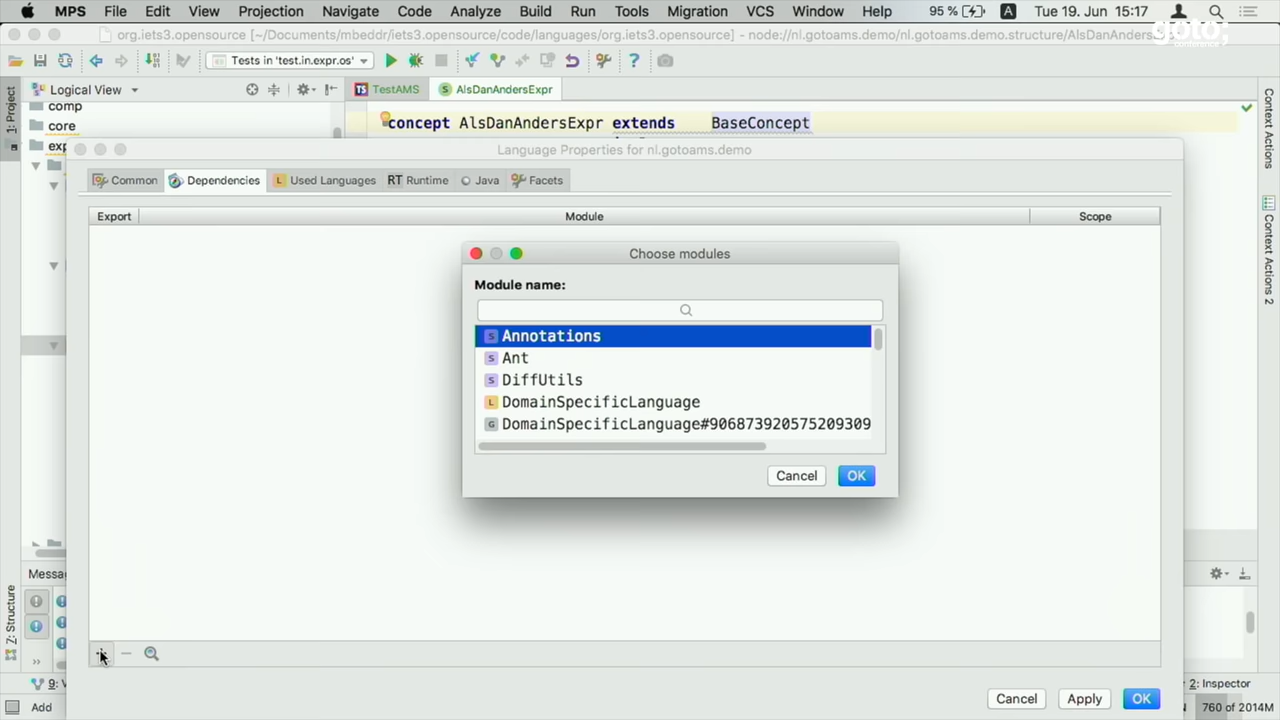 MPS File Edit View Projection Navigate Code Analyze Build Run Tools Migration VCS Window Help 95 % A Tue 19. Jun 15:17
goto;
conference
org.iets3.opensource [~/Documents/mbeddr/iets3.opensource/code/languages/org.iets3.opensource] - node://nl.gotoams.demo/nl.gotoams.demo.structure/AlsDanAnders
Tests in 'test.in.expr.os'
1: Project
Logical View
TestAMS
AlsDanAndersExpr
Context Actions
Context Actions 2
comp
core
exp
concept AlsDanAndersExpr extends BaseConcept
Language Properties for nl.gotoams.demo
Common Dependencies Used Languages RT Runtime Java Facets
Export Module Scope
Choose modules
Module name:
S Annotations
S Ant
S DiffUtils
L DomainSpecificLanguage
G DomainSpecificLanguage#906873920575209309
Cancel OK
Messag
Z: Structure
9: V
2: Inspector
Cancel Apply OK
Add
760 of 2014M